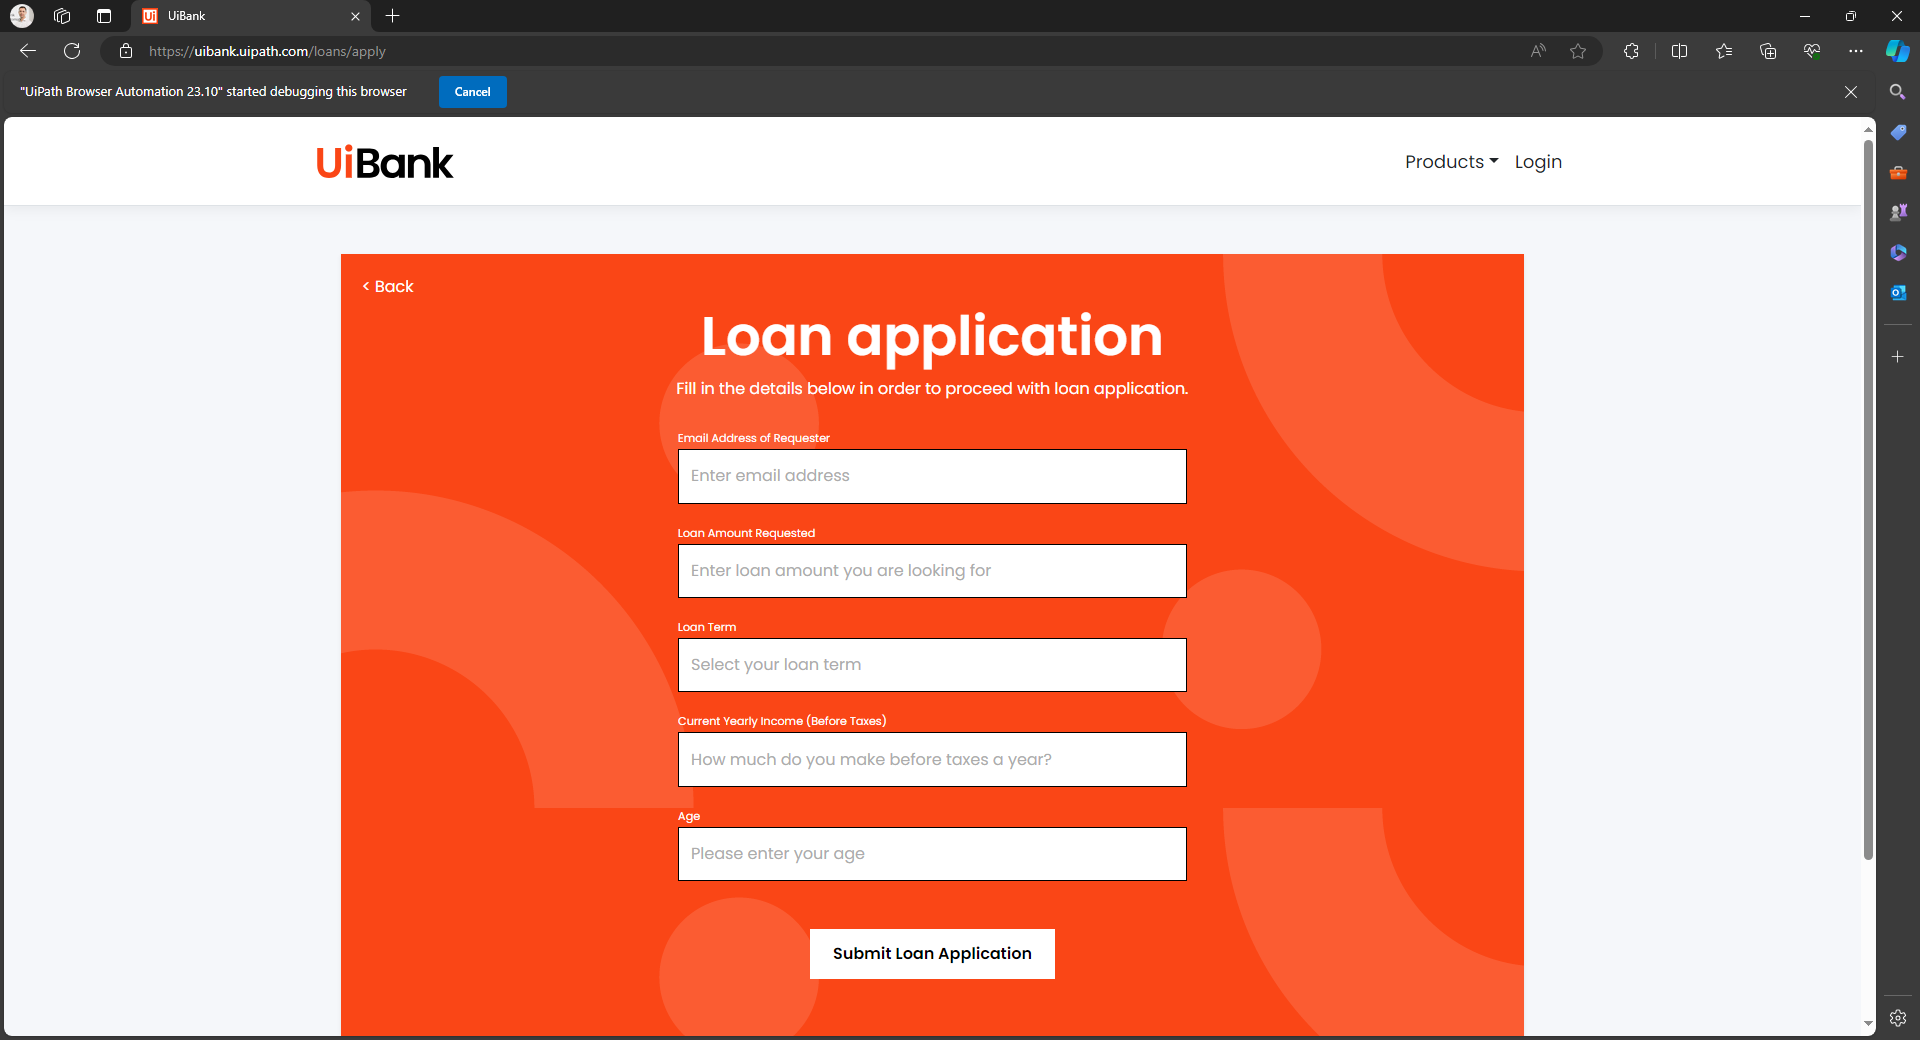 UiBank
https://uibank.uipath.com/loans/apply
"UiPath Browser Automation 23.10" started debugging this browser
Cancel
UiBank
Products
Login
< Back
Loan application
Fill in the details below in order to proceed with loan application.
Email Address of Requester
Enter email address
Loan Amount Requested
Enter loan amount you are looking for
Loan Term
Select your loan term
Current Yearly Income (Before Taxes)
How much do you make before taxes a year?
Age
Please enter your age
Submit Loan Application